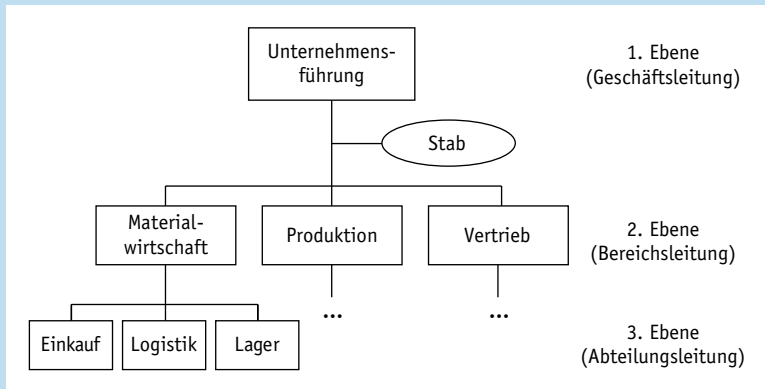 Unternehmens-
führung
1. Ebene
(Geschäftsleitung)
Stab
Material-
wirtschaft
Produktion
Vertrieb
2. Ebene
(Bereichsleitung)
...
...
Einkauf
Logistik
Lager
3. Ebene
(Abteilungsleitung)